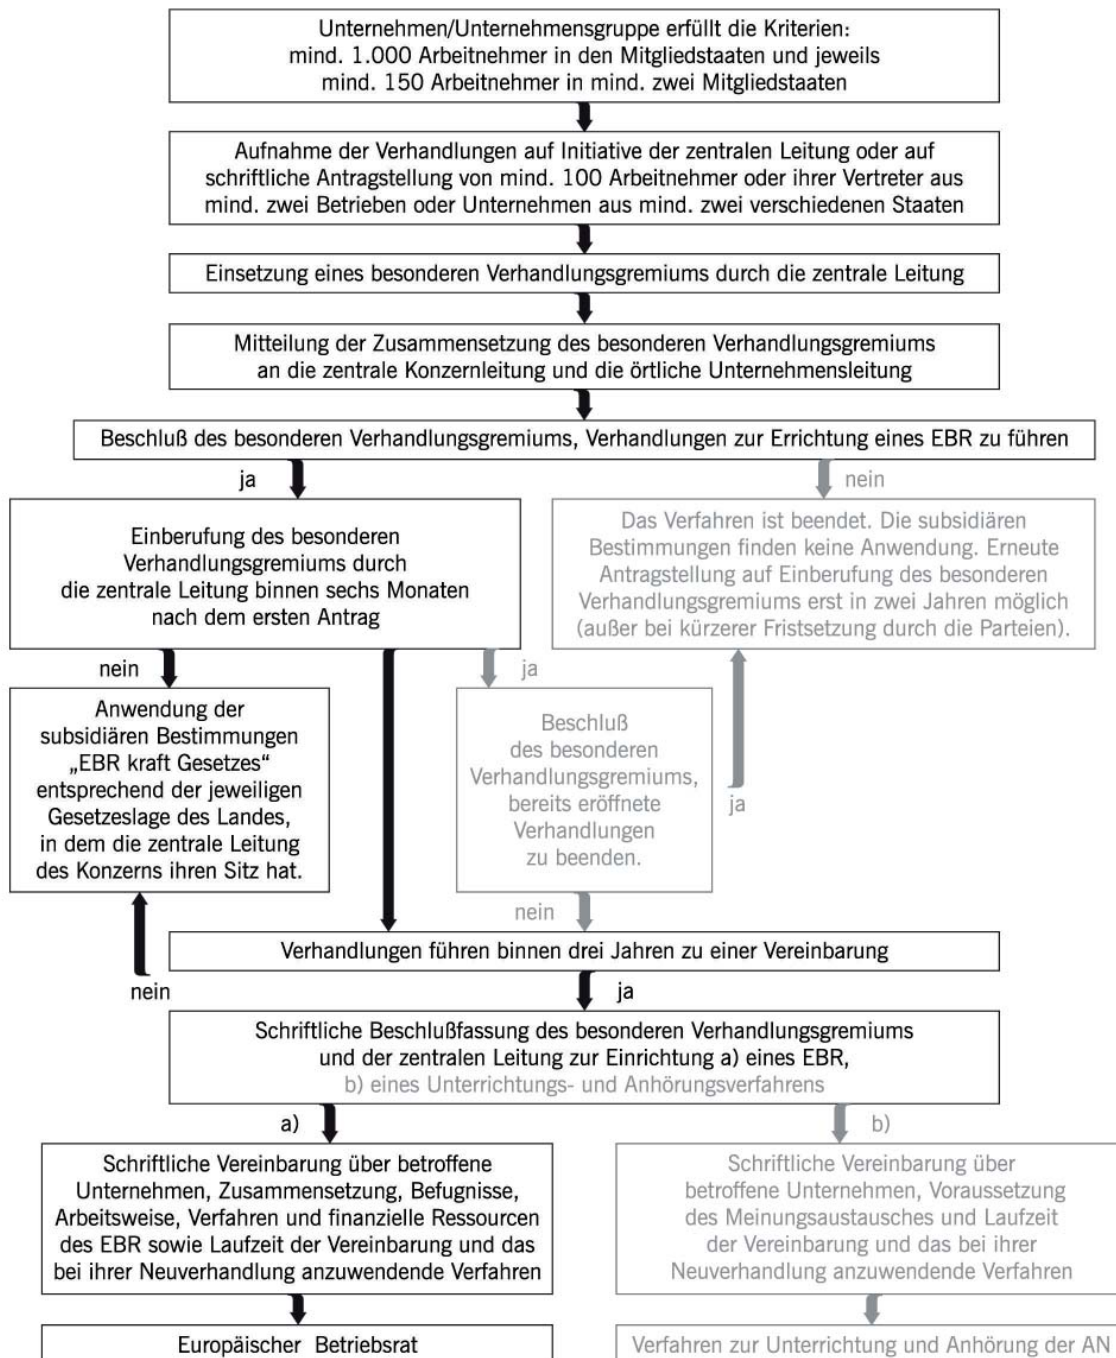 Unternehmen/Unternehmensgruppe erfüllt die Kriterien:
mind. 1.000 Arbeitnehmer in den Mitgliedstaaten und jeweils
mind. 150 Arbeitnehmer in mind. zwei Mitgliedstaaten
Aufnahme der Verhandlungen auf Initiative der zentralen Leitung oder auf
schriftliche Antragstellung von mind. 100 Arbeitnehmer oder ihrer Vertreter aus
mind. zwei Betrieben oder Unternehmen aus mind. zwei verschiedenen Staaten
Einsetzung eines besonderen Verhandlungsgremiums durch die zentrale Leitung
Mitteilung der Zusammensetzung des besonderen Verhandlungsgremiums
an die zentrale Konzernleitung und die örtliche Unternehmensleitung
Beschluß des besonderen Verhandlungsgremiums, Verhandlungen zur Errichtung eines EBR zu führen
ja
nein
Einberufung des besonderen
Verhandlungsgremiums durch
die zentrale Leitung binnen sechs Monaten
nach dem ersten Antrag
Das Verfahren ist beendet. Die subsidiären
Bestimmungen finden keine Anwendung. Erneute
Antragstellung auf Einberufung des besonderen
Verhandlungsgremiums erst in zwei Jahren möglich
(außer bei kürzerer Fristsetzung durch die Parteien).
nein
ja
Anwendung der
subsidiären Bestimmungen
„EBR kraft Gesetzes“
entsprechend der jeweiligen
Gesetzeslage des Landes,
in dem die zentrale Leitung
des Konzerns ihren Sitz hat.
Beschluß
des besonderen
Verhandlungsgremiums,
bereits eröffnete
Verhandlungen
zu beenden.
ja
nein
Verhandlungen führen binnen drei Jahren zu einer Vereinbarung
nein
ja
Schriftliche Beschlußfassung des besonderen Verhandlungsgremiums
und der zentralen Leitung zur Einrichtung a) eines EBR,
b) eines Unterrichtungs- und Anhörungsverfahrens
a)
b)
Schriftliche Vereinbarung über betroffene
Unternehmen, Zusammensetzung, Befugnisse,
Arbeitsweise, Verfahren und finanzielle Ressourcen
des EBR sowie Laufzeit der Vereinbarung und das
bei ihrer Neuverhandlung anzuwendende Verfahren
Schriftliche Vereinbarung über
betroffene Unternehmen, Voraussetzung
des Meinungsaustausches und Laufzeit
der Vereinbarung und das bei ihrer
Neuverhandlung anzuwendende Verfahren
Europäischer Betriebsrat
Verfahren zur Unterrichtung und Anhörung der AN